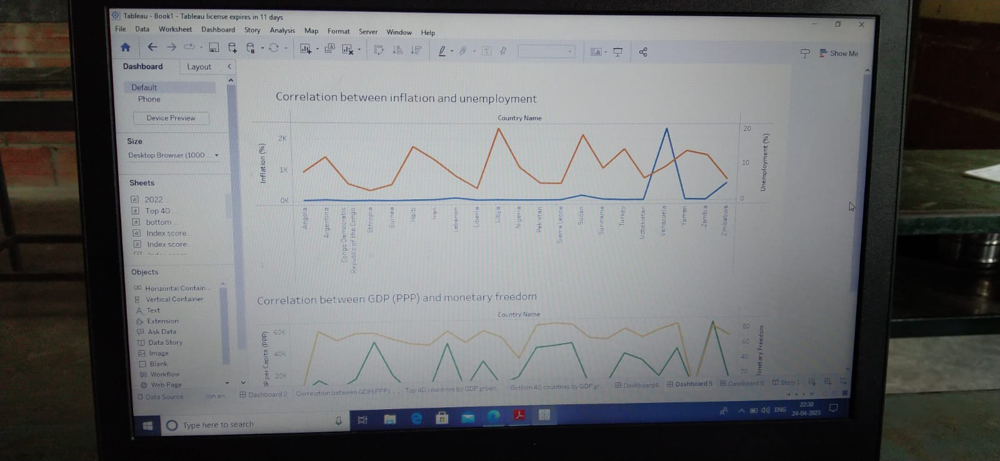 Tableau - Book1 - Tableau license expires in 11 days
File Data Worksheet Dashboard Story Analysis Map Format Server Window Help
Show Me
Dashboard Layout
Default
Phone
Device Preview
Size
Desktop Browser (1000 ...
Sheets
2022 ...
Top 40 ...
bottom ...
Index score...
Index score...
Objects
Horizontal Contain...
Vertical Container
Text
Extension
Ask Data
Data Story
Image
Blank
Workflow
Web Page
Correlation between inflation and unemployment
Country Name
Inflation (%)
2K
1K
0K
20
10
0
Unemployment (%)
Angola
Argentina
Congo Democratic
Republic of the Congo
Ethiopia
Guinea
Haiti
Iran
Lebanon
Liberia
Libya
Nigeria
Pakistan
Sierra Leone
Sudan
Suriname
Turkey
Uzbekistan
Venezuela
Yemen
Zambia
Zimbabwe
Correlation between GDP (PPP) and monetary freedom
Country Name
per Capita (PPP)
60K
40K
20K
80
60
40
20
Freedom
Data Source ion an... Dashboard 2 Correlation between GDP(PPP)... Top 40 countries by GDP growt... Bottom 40 countries by GDP gr... Dashboard4 Dashboard 5 Dashboard 6 Story 1
Type here to search
ENG
22:30
24-04-2023